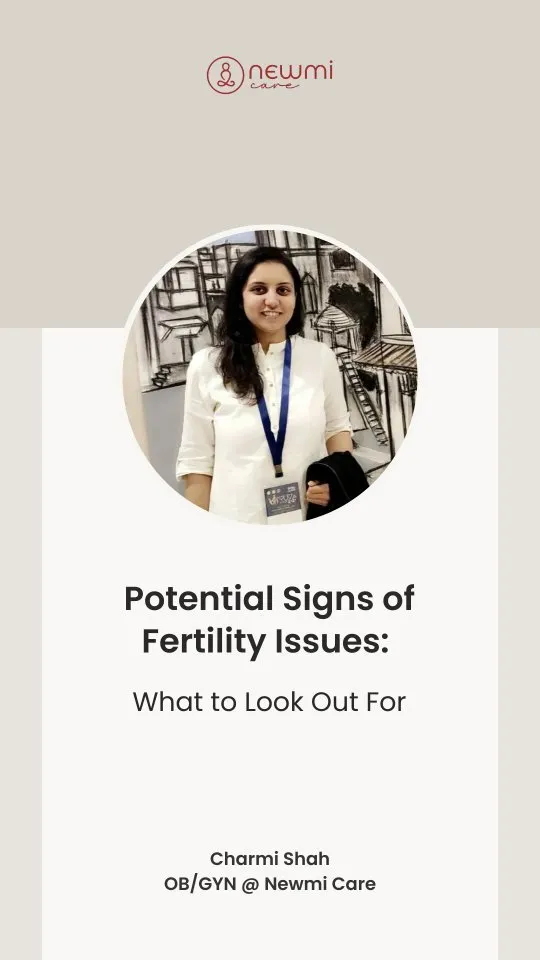 newmi
care
Potential Signs of
Fertility Issues:
What to Look Out For
Charmi Shah
OB/GYN @ Newmi Care